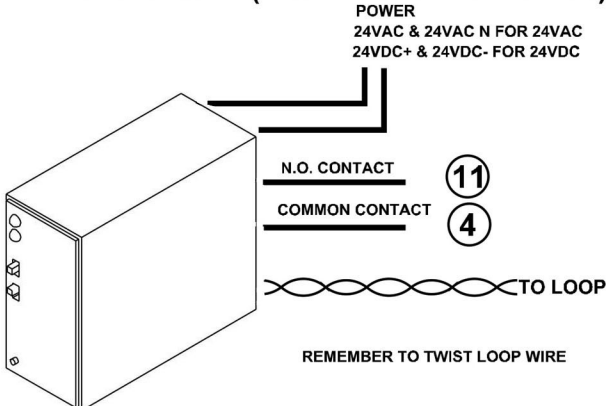 POWER
24VAC & 24VAC N FOR 24VAC
24VDC+ & 24VDC- FOR 24VDC
N.O. CONTACT 11
COMMON CONTACT 4
TO LOOP
REMEMBER TO TWIST LOOP WIRE